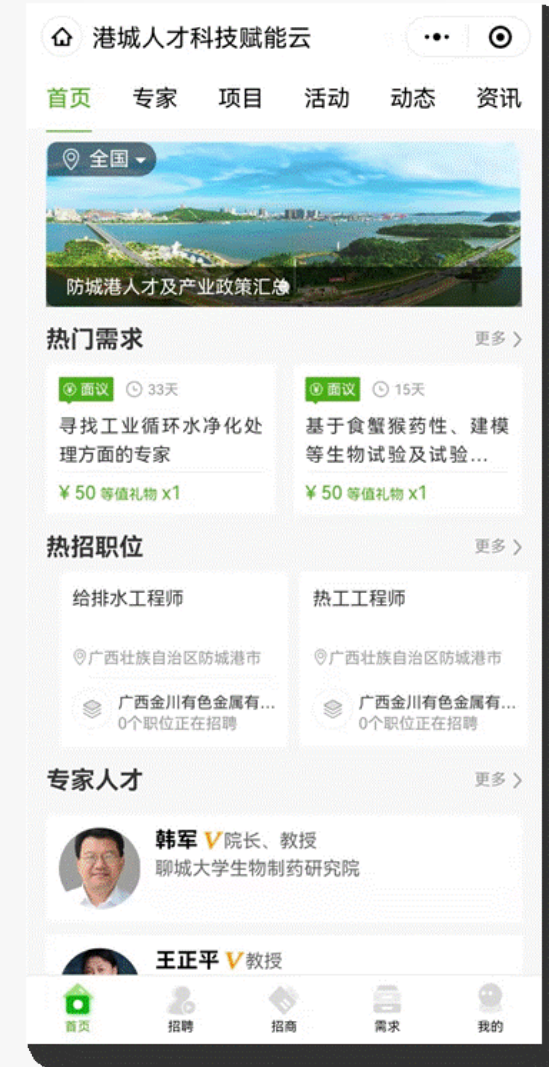 港城人才科技赋能云
首页 专家 项目 活动 动态 资讯
全国
防城港人才及产业政策汇总
热门需求 更多
面议 33天
寻找工业循环水净化处
理方面的专家
¥ 50 等值礼物 x1
面议 15天
基于食蟹猴药性、建模
等生物试验及试验...
¥ 50 等值礼物 x1
热招职位 更多
给排水工程师
广西壮族自治区防城港市
广西金川有色金属有...
0个职位正在招聘
热工工程师
广西壮族自治区防城港市
广西金川有色金属有...
0个职位正在招聘
专家人才 更多
韩军 V 院长、教授
聊城大学生物制药研究院
王正平 V 教授
首页 招聘 招商 需求 我的